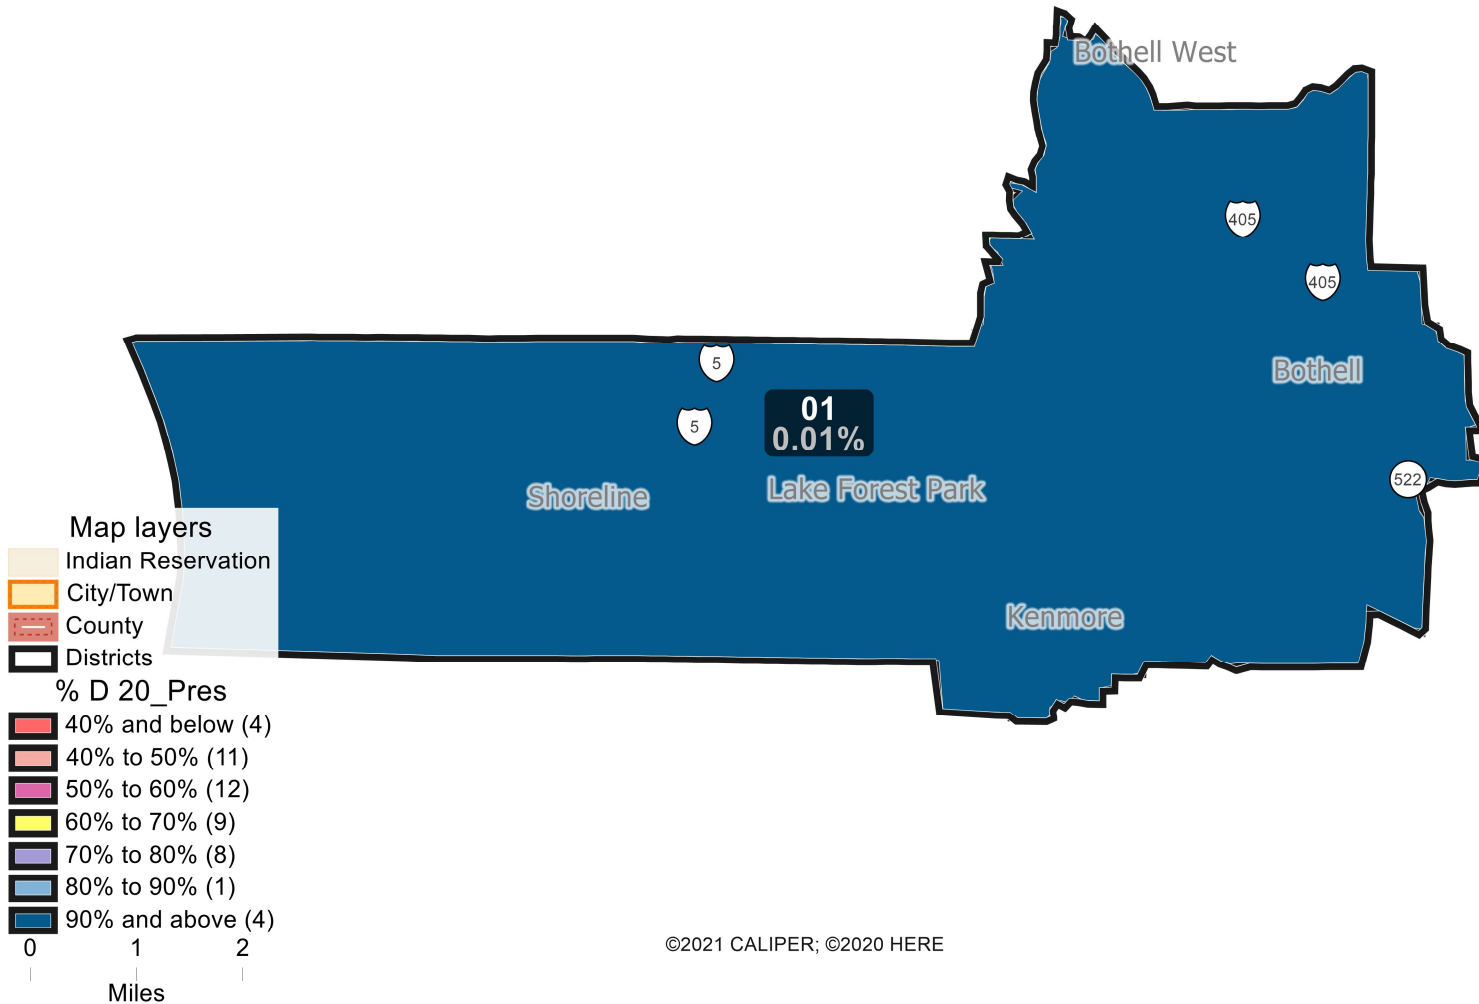 Bothell West
405
405
5
Bothell
01
0.01%
5
522
Lake Forest Park
Shoreline
Map layers
Indian Reservation
City/Town
Kenmore
County
Districts
% D 20_Pres
40% and below (4)
40% to 50% (11)
50% to 60% (12)
60% to 70% (9)
70% to 80% (8)
80% to 90% (1)
90% and above (4)
0 1 2
Miles
©2021 CALIPER; ©2020 HERE